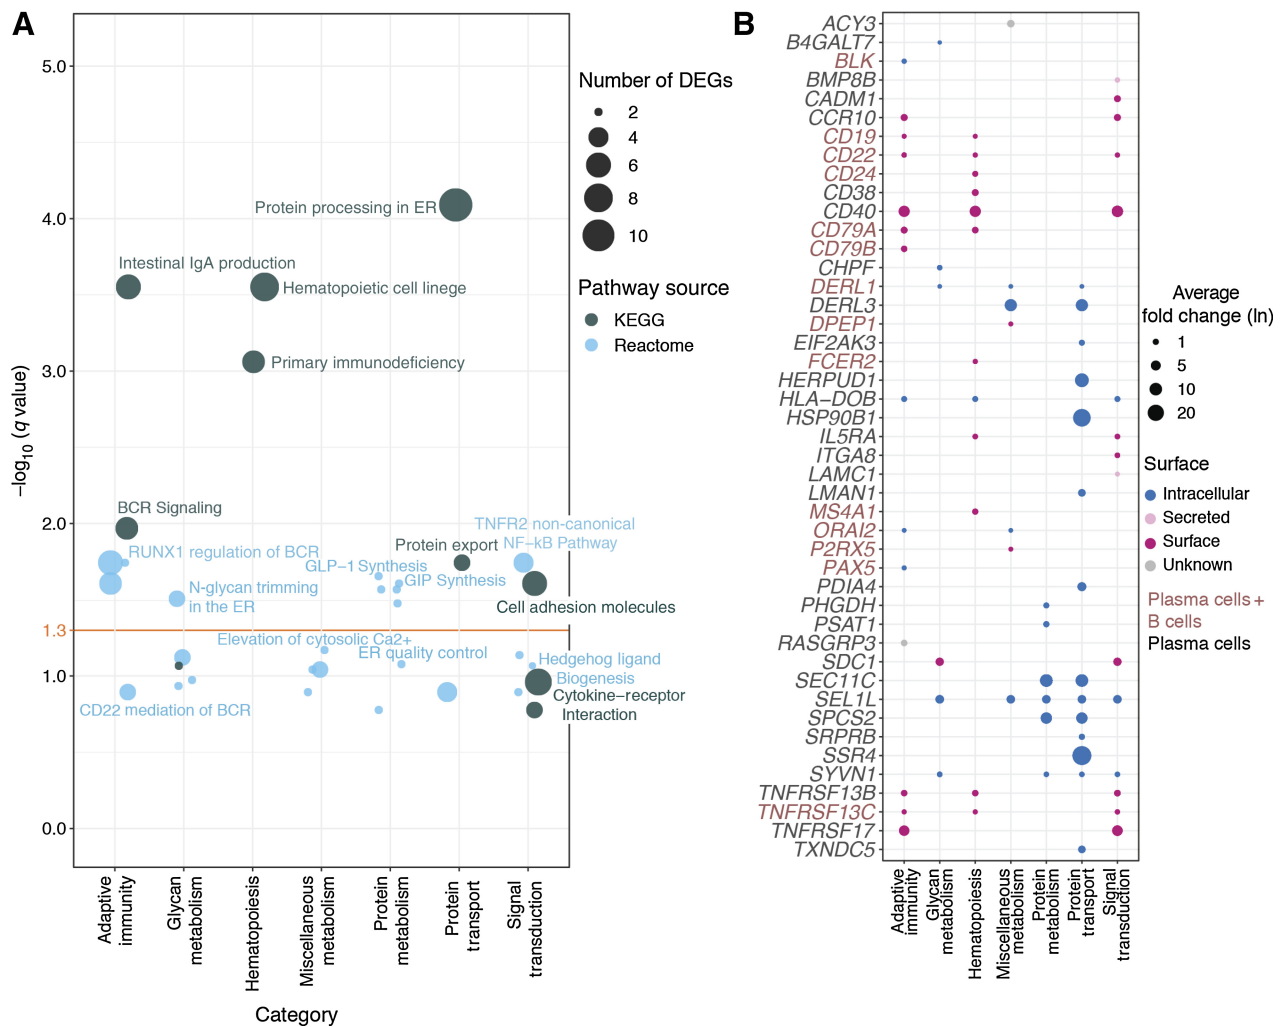 A
5.0
4.0
3.0
2.0
1.3
1.0
0.0
−log10 (q value)
Protein processing in ER
Intestinal IgA production
Hematopoietic cell linege
Primary immunodeficiency
BCR Signaling
TNFR2 non-canonical
NF−kB Pathway
RUNX1 regulation of BCR
Protein export
GLP−1 Synthesis
GIP Synthesis
N-glycan trimming
in the ER
Cell adhesion molecules
Elevation of cytosolic Ca2+
ER quality control
Hedgehog ligand
Biogenesis
Cytokine−receptor
Interaction
CD22 mediation of BCR
Adaptive
immunity
Glycan
metabolism
Hematopoiesis
Miscellaneous
metabolism
Protein
metabolism
Protein
transport
Signal
transduction
Category
Number of DEGs
2
4
6
8
10
Pathway source
KEGG
Reactome
B
ACY3
B4GALT7
BLK
BMP8B
CADM1
CCR10
CD19
CD22
CD24
CD38
CD40
CD79A
CD79B
CHPF
DERL1
DERL3
DPEP1
EIF2AK3
FCER2
HERPUD1
HLA−DOB
HSP90B1
IL5RA
ITGA8
LAMC1
LMAN1
MS4A1
ORAI2
P2RX5
PAX5
PDIA4
PHGDH
PSAT1
RASGRP3
SDC1
SEC11C
SEL1L
SPCS2
SRPRB
SSR4
SYVN1
TNFRSF13B
TNFRSF13C
TNFRSF17
TXNDC5
Adaptive
immunity
Glycan
metabolism
Hematopoiesis
Miscellaneous
metabolism
Protein
metabolism
Protein
transport
Signal
transduction
Average
fold change (ln)
1
5
10
20
Surface
Intracellular
Secreted
Surface
Unknown
Plasma cells +
B cells
Plasma cells